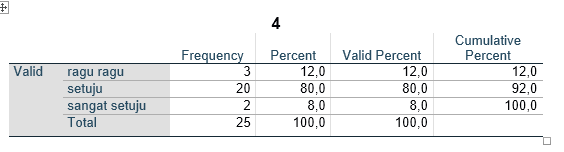 4
Frequency Percent Valid Percent Cumulative Percent
Valid ragu ragu 3 12,0 12,0 12,0
setuju 20 80,0 80,0 92,0
sangat setuju 2 8,0 8,0 100,0
Total 25 100,0 100,0